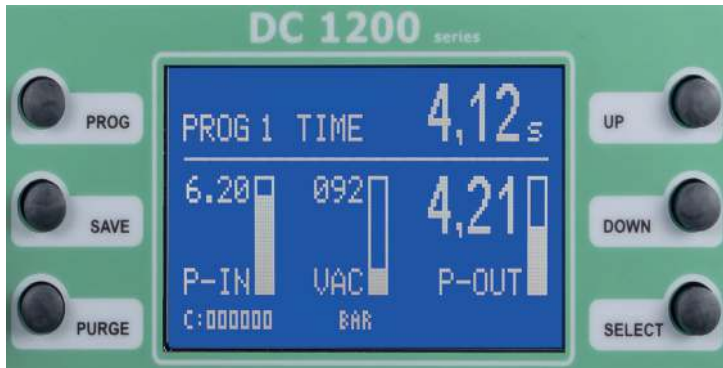 DC 1200 series
PROG
SAVE
PURGE
PROG 1 TIME 4,12s
6.20 092 4,21
P-IN VAC P-OUT
C:000000 BAR
UP
DOWN
SELECT